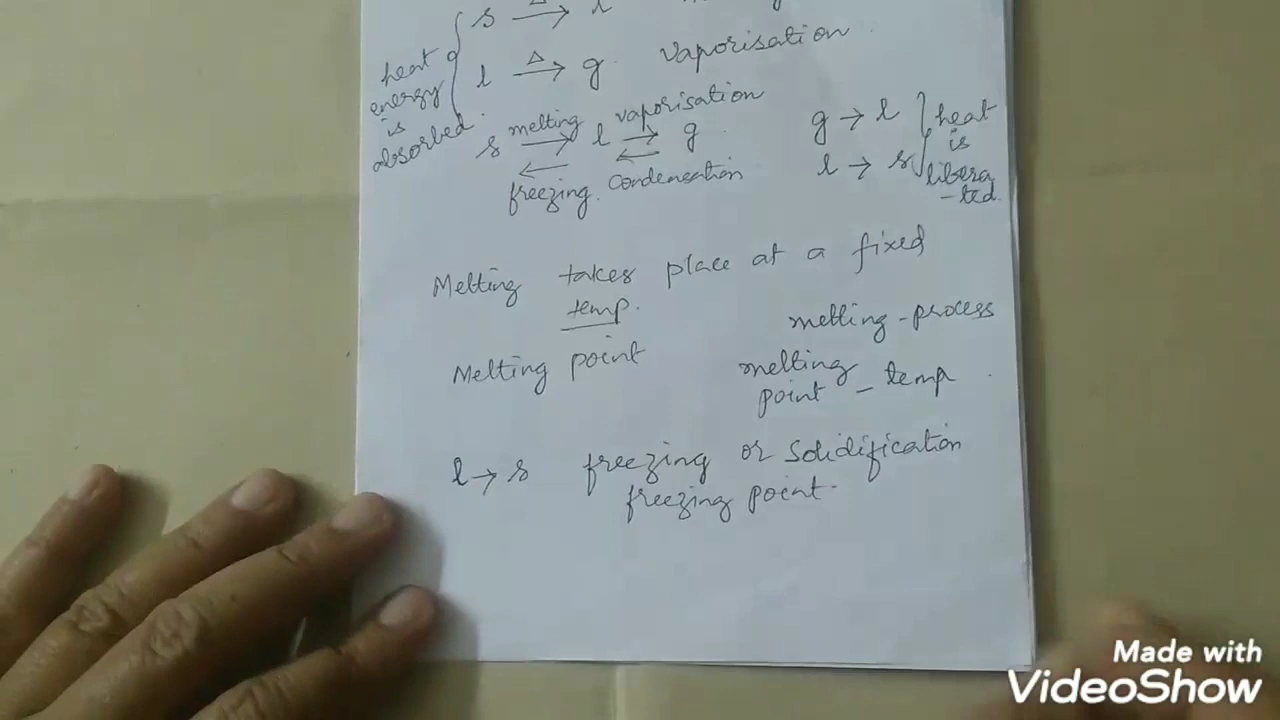 s Δ→ l
l Δ→ g vaporisation
heat
energy
is
absorbed.
s melting→ l vaporisation→ g
← freezing. ← condensation
g → l
l → s
heat
is
libera
-ted.
Melting takes place at a fixed
temp.
melting - process
Melting point
melting
point - temp
l → s freezing or solidification
freezing point.
Made with
VideoShow